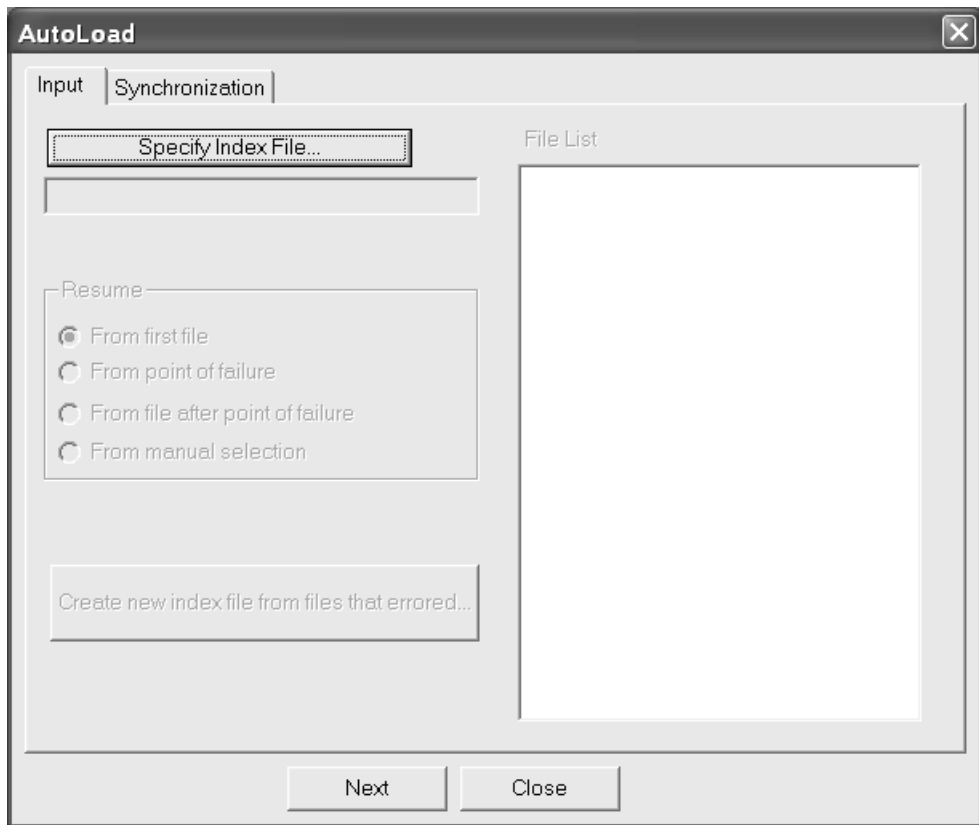 AutoLoad
Input
Synchronization
Specify Index File...
File List
Resume
From first file
From point of failure
From file after point of failure
From manual selection
Create new index file from files that errored...
Next
Close